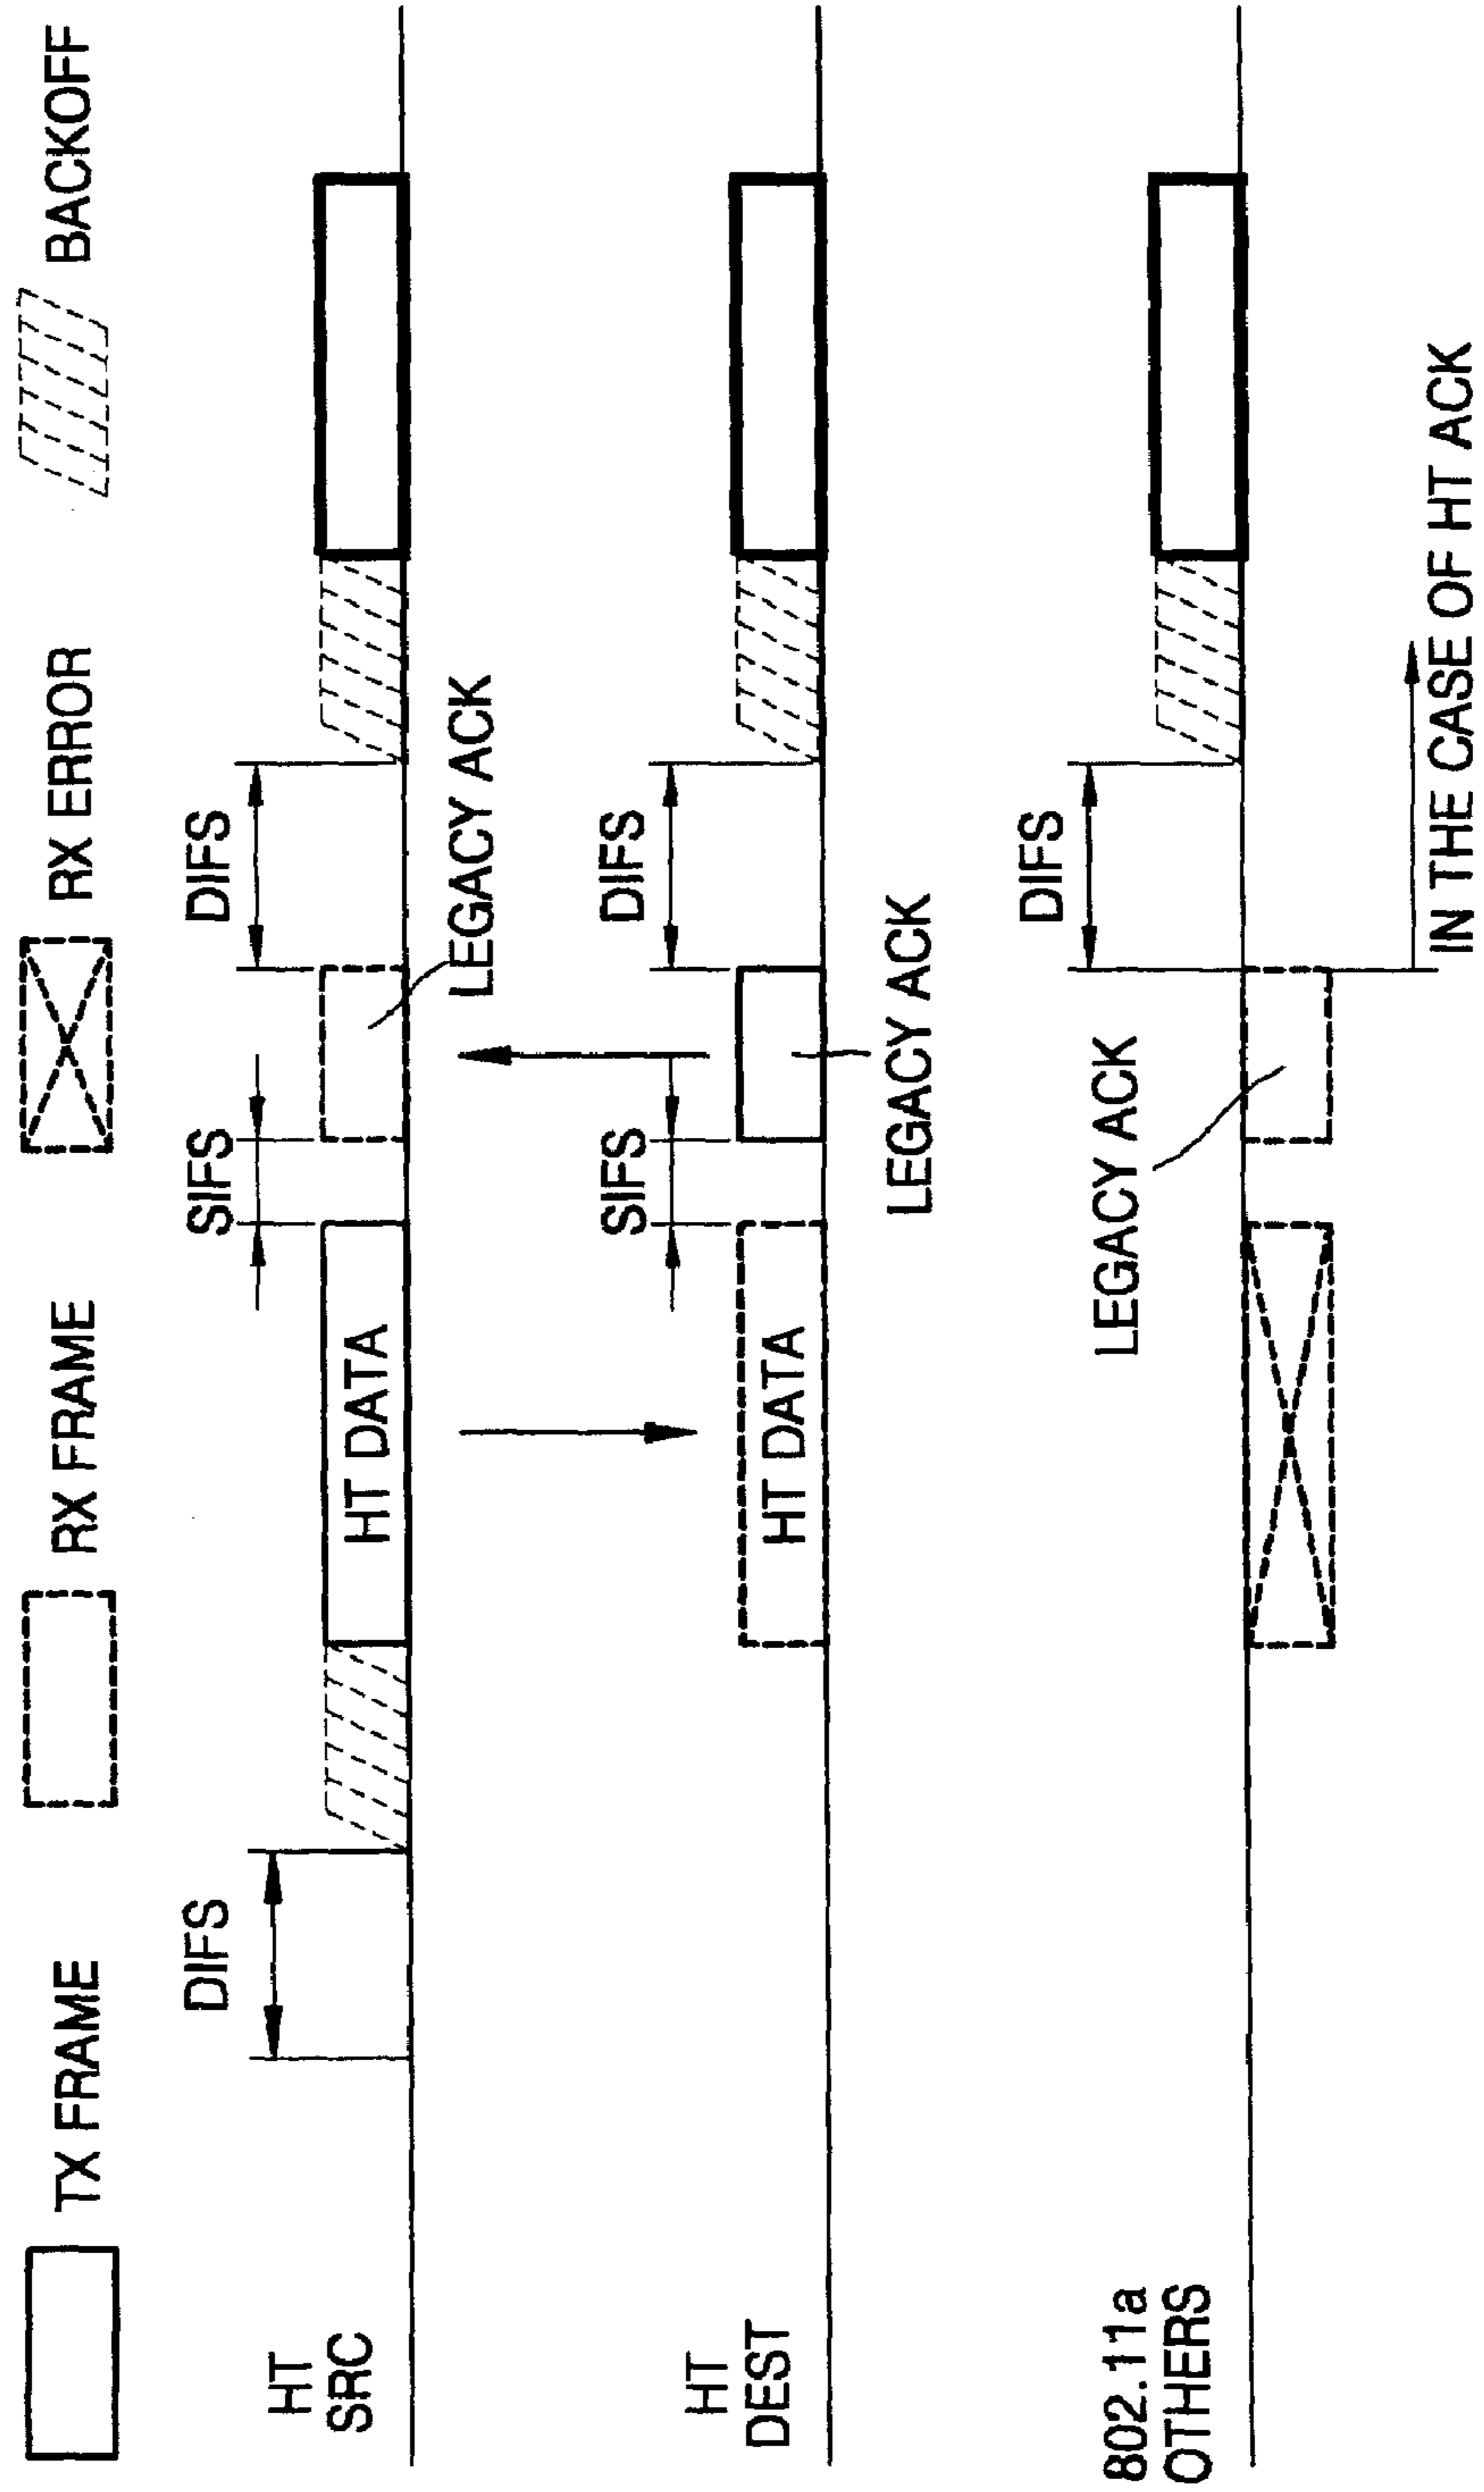 TX FRAME
RX FRAME
RX ERROR
BACKOFF
HT
SRC
DIFS
HT DATA
SIFS
DIFS
LEGACY ACK
HT
DEST
HT DATA
SIFS
DIFS
LEGACY ACK
802.11a
OTHERS
LEGACY ACK
DIFS
IN THE CASE OF HT ACK